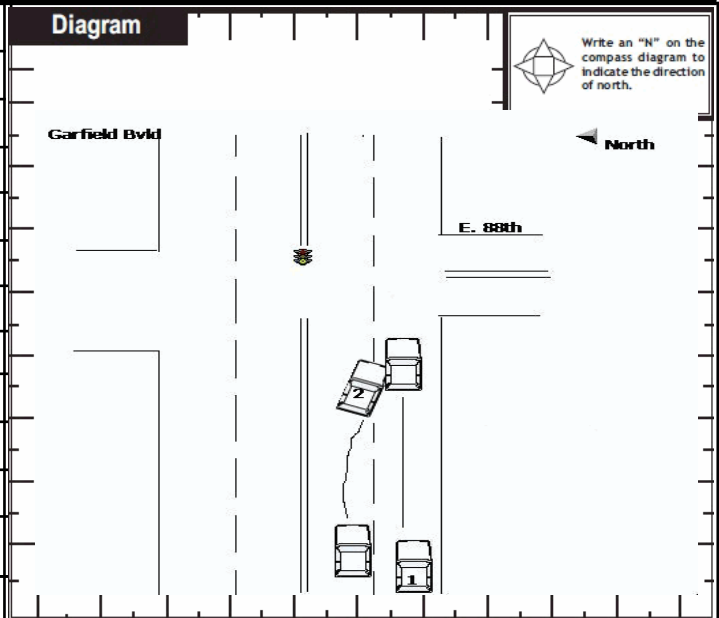 Diagram
Write an “N” on the
compass diagram to
indicate the direction
of north.
Garfield Bvld
North
E. 88th
2
1